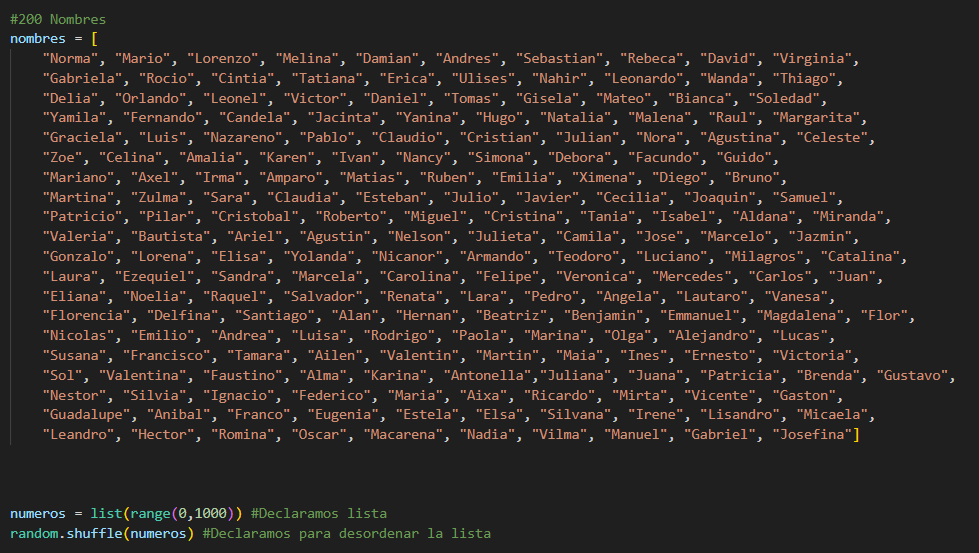 #200 Nombres
nombres = [
"Norma", "Mario", "Lorenzo", "Melina", "Damian", "Andres", "Sebastian", "Rebeca", "David", "Virginia",
"Gabriela", "Rocio", "Cintia", "Tatiana", "Erica", "Ulises", "Nahir", "Leonardo", "Wanda", "Thiago",
"Delia", "Orlando", "Leonel", "Victor", "Daniel", "Tomas", "Gisela", "Mateo", "Bianca", "Soledad",
"Yamila", "Fernando", "Candela", "Jacinta", "Yanina", "Hugo", "Natalia", "Malena", "Raul", "Margarita",
"Graciela", "Luis", "Nazareno", "Pablo", "Claudio", "Cristian", "Julian", "Nora", "Agustina", "Celeste",
"Zoe", "Celina", "Amalia", "Karen", "Ivan", "Nancy", "Simona", "Debora", "Facundo", "Guido",
"Mariano", "Axel", "Irma", "Amparo", "Matias", "Ruben", "Emilia", "Ximena", "Diego", "Bruno",
"Martina", "Zulma", "Sara", "Claudia", "Esteban", "Julio", "Javier", "Cecilia", "Joaquin", "Samuel",
"Patricio", "Pilar", "Cristobal", "Roberto", "Miguel", "Cristina", "Tania", "Isabel", "Aldana", "Miranda",
"Valeria", "Bautista", "Ariel", "Agustin", "Nelson", "Julieta", "Camila", "Jose", "Marcelo", "Jazmin",
"Gonzalo", "Lorena", "Elisa", "Yolanda", "Nicanor", "Armando", "Teodoro", "Luciano", "Milagros", "Catalina",
"Laura", "Ezequiel", "Sandra", "Marcela", "Carolina", "Felipe", "Veronica", "Mercedes", "Carlos", "Juan",
"Eliana", "Noelia", "Raquel", "Salvador", "Renata", "Lara", "Pedro", "Angela", "Lautaro", "Vanesa",
"Florencia", "Delfina", "Santiago", "Alan", "Hernan", "Beatriz", "Benjamin", "Emmanuel", "Magdalena", "Flor",
"Nicolas", "Emilio", "Andrea", "Luisa", "Rodrigo", "Paola", "Marina", "Olga", "Alejandro", "Lucas",
"Susana", "Francisco", "Tamara", "Ailen", "Valentin", "Martin", "Maia", "Ines", "Ernesto", "Victoria",
"Sol", "Valentina", "Faustino", "Alma", "Karina", "Antonella","Juliana", "Juana", "Patricia", "Brenda", "Gustavo",
"Nestor", "Silvia", "Ignacio", "Federico", "Maria", "Aixa", "Ricardo", "Mirta", "Vicente", "Gaston",
"Guadalupe", "Anibal", "Franco", "Eugenia", "Estela", "Elsa", "Silvana", "Irene", "Lisandro", "Micaela",
"Leandro", "Hector", "Romina", "Oscar", "Macarena", "Nadia", "Vilma", "Manuel", "Gabriel", "Josefina"]
numeros = list(range(0,1000)) #Declaramos lista
random.shuffle(numeros) #Declaramos para desordenar la lista